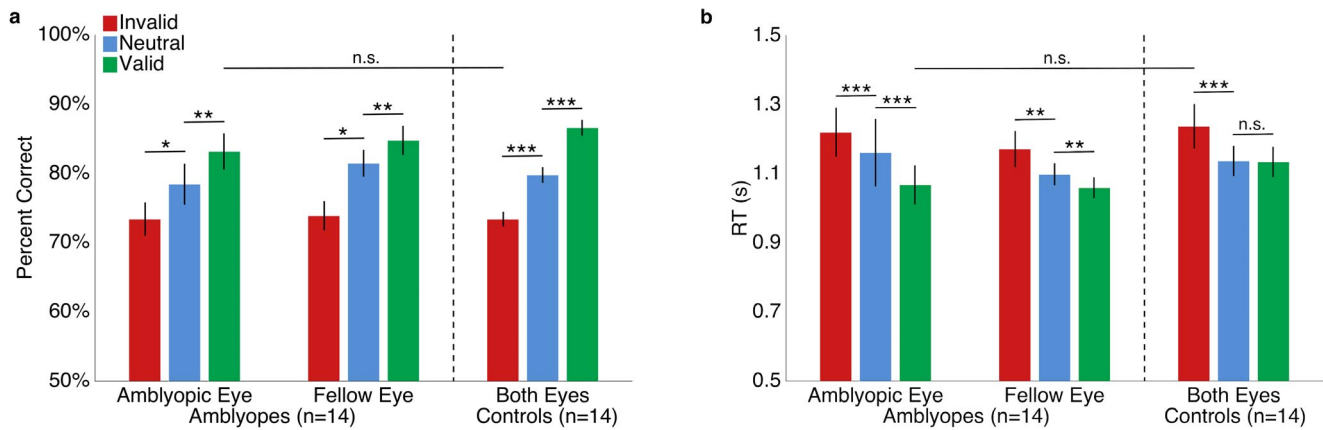 a
Invalid
Neutral
Valid
100%
90%
80%
70%
60%
50%
Percent Correct
n.s.
*
**
*
**
***
***
Amblyopic Eye
Fellow Eye
Both Eyes
Amblyopes (n=14)
Controls (n=14)
b
1.5
1.3
1.1
0.9
0.7
0.5
RT (s)
n.s.
***
***
**
**
***
n.s.
Amblyopic Eye
Fellow Eye
Both Eyes
Amblyopes (n=14)
Controls (n=14)